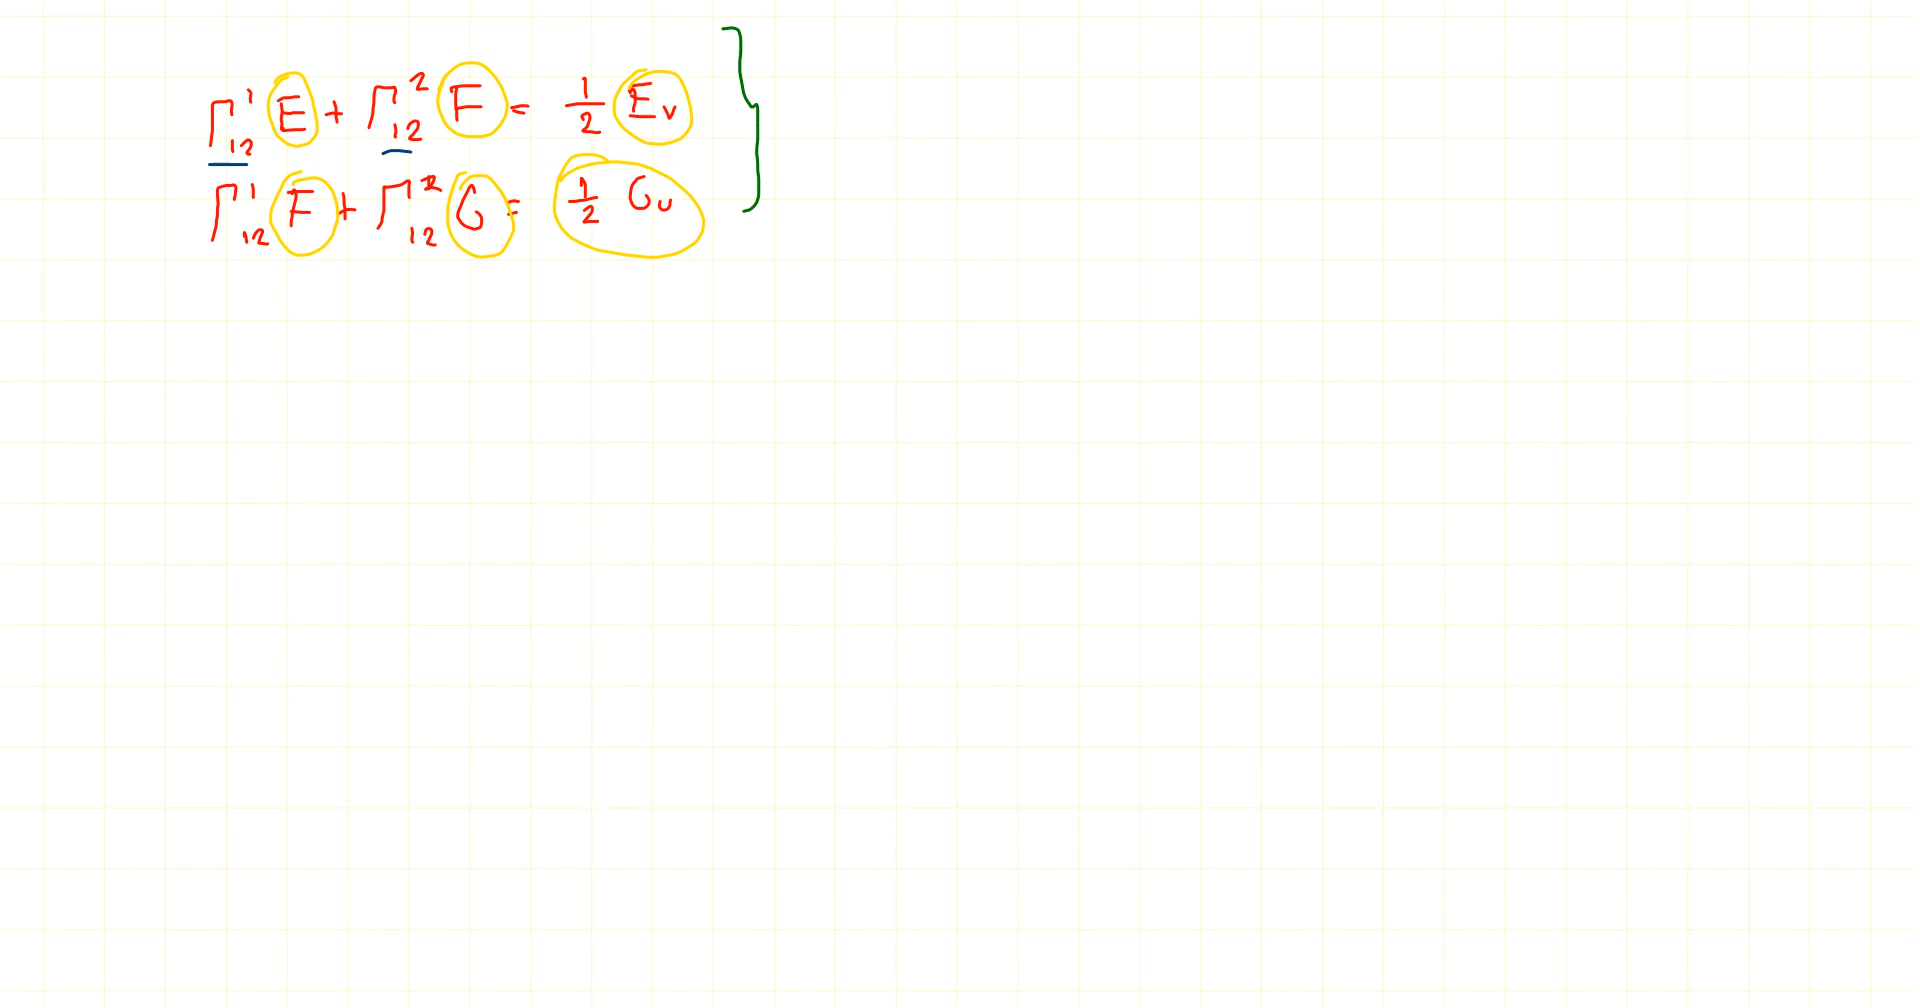 Γ¹₁₂ E + Γ²₁₂ F = 1/2 E_v
Γ¹₁₂ F + Γ²₁₂ G = 1/2 G_u